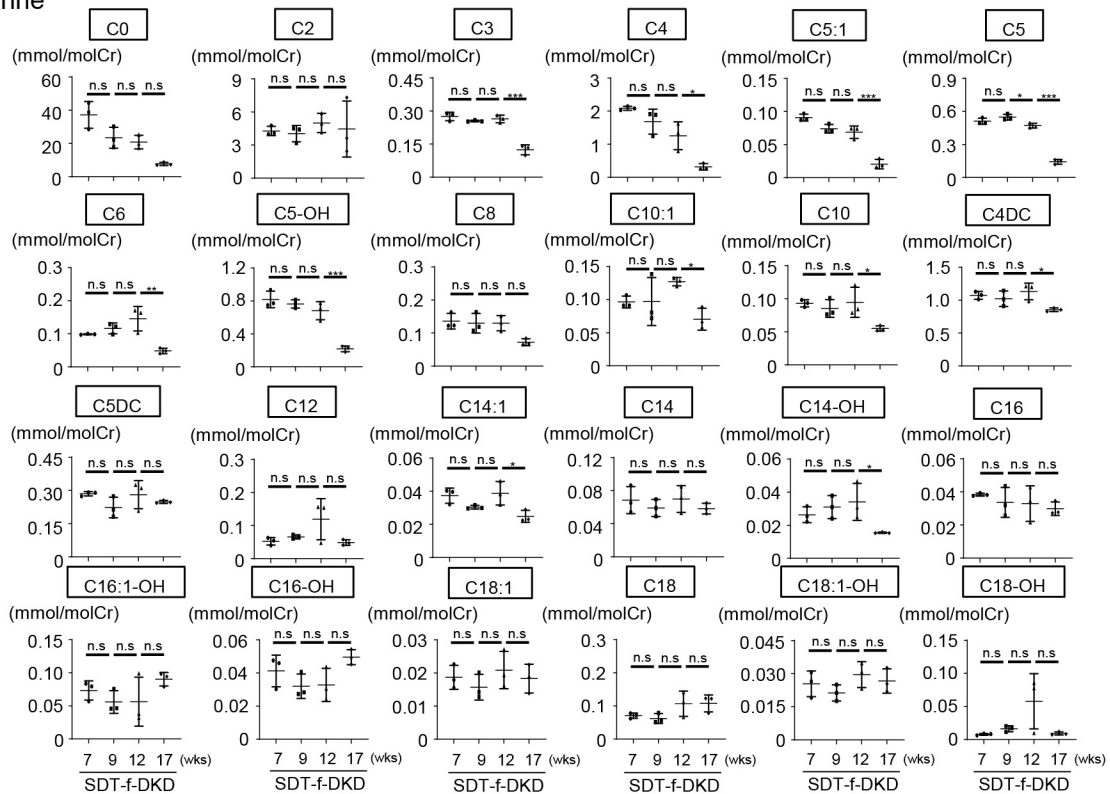 C0
(mmol/molCr)
n.s n.s n.s
60
40
20
0
C2
(mmol/molCr)
n.s n.s n.s
9
6
3
0
C3
(mmol/molCr)
n.s n.s ***
0.45
0.30
0.15
0
C4
(mmol/molCr)
n.s n.s *
3
2
1
0
C5:1
(mmol/molCr)
n.s n.s ***
0.15
0.10
0.05
0
C5
(mmol/molCr)
n.s * ***
0.9
0.6
0.3
0
C6
(mmol/molCr)
n.s n.s **
0.3
0.2
0.1
0
C5-OH
(mmol/molCr)
n.s n.s ***
1.2
0.8
0.4
0
C8
(mmol/molCr)
n.s n.s n.s
0.3
0.2
0.1
0
C10:1
(mmol/molCr)
n.s n.s *
0.15
0.10
0.05
0
C10
(mmol/molCr)
n.s n.s *
0.15
0.10
0.05
0
C4DC
(mmol/molCr)
n.s n.s *
1.5
1.0
0.5
0
C5DC
(mmol/molCr)
n.s n.s n.s
0.45
0.30
0.15
0
C12
(mmol/molCr)
n.s n.s n.s
0.3
0.2
0.1
0
C14:1
(mmol/molCr)
n.s n.s *
0.06
0.04
0.02
0
C14
(mmol/molCr)
n.s n.s n.s
0.12
0.08
0.04
0
C14-OH
(mmol/molCr)
n.s n.s *
0.06
0.04
0.02
0
C16
(mmol/molCr)
n.s n.s n.s
0.06
0.04
0.02
0
C16:1-OH
(mmol/molCr)
n.s n.s n.s
0.15
0.10
0.05
0
7 9 12 17 (wks)
SDT-f-DKD
C16-OH
(mmol/molCr)
n.s n.s n.s
0.06
0.04
0.02
0
7 9 12 17 (wks)
SDT-f-DKD
C18:1
(mmol/molCr)
n.s n.s n.s
0.03
0.02
0.01
0
7 9 12 17 (wks)
SDT-f-DKD
C18
(mmol/molCr)
n.s n.s n.s
0.3
0.2
0.1
0
7 9 12 17 (wks)
SDT-f-DKD
C18:1-OH
(mmol/molCr)
n.s n.s n.s
0.045
0.030
0.015
0
7 9 12 17 (wks)
SDT-f-DKD
C18-OH
(mmol/molCr)
n.s n.s n.s
0.15
0.10
0.05
0
7 9 12 17 (wks)
SDT-f-DKD